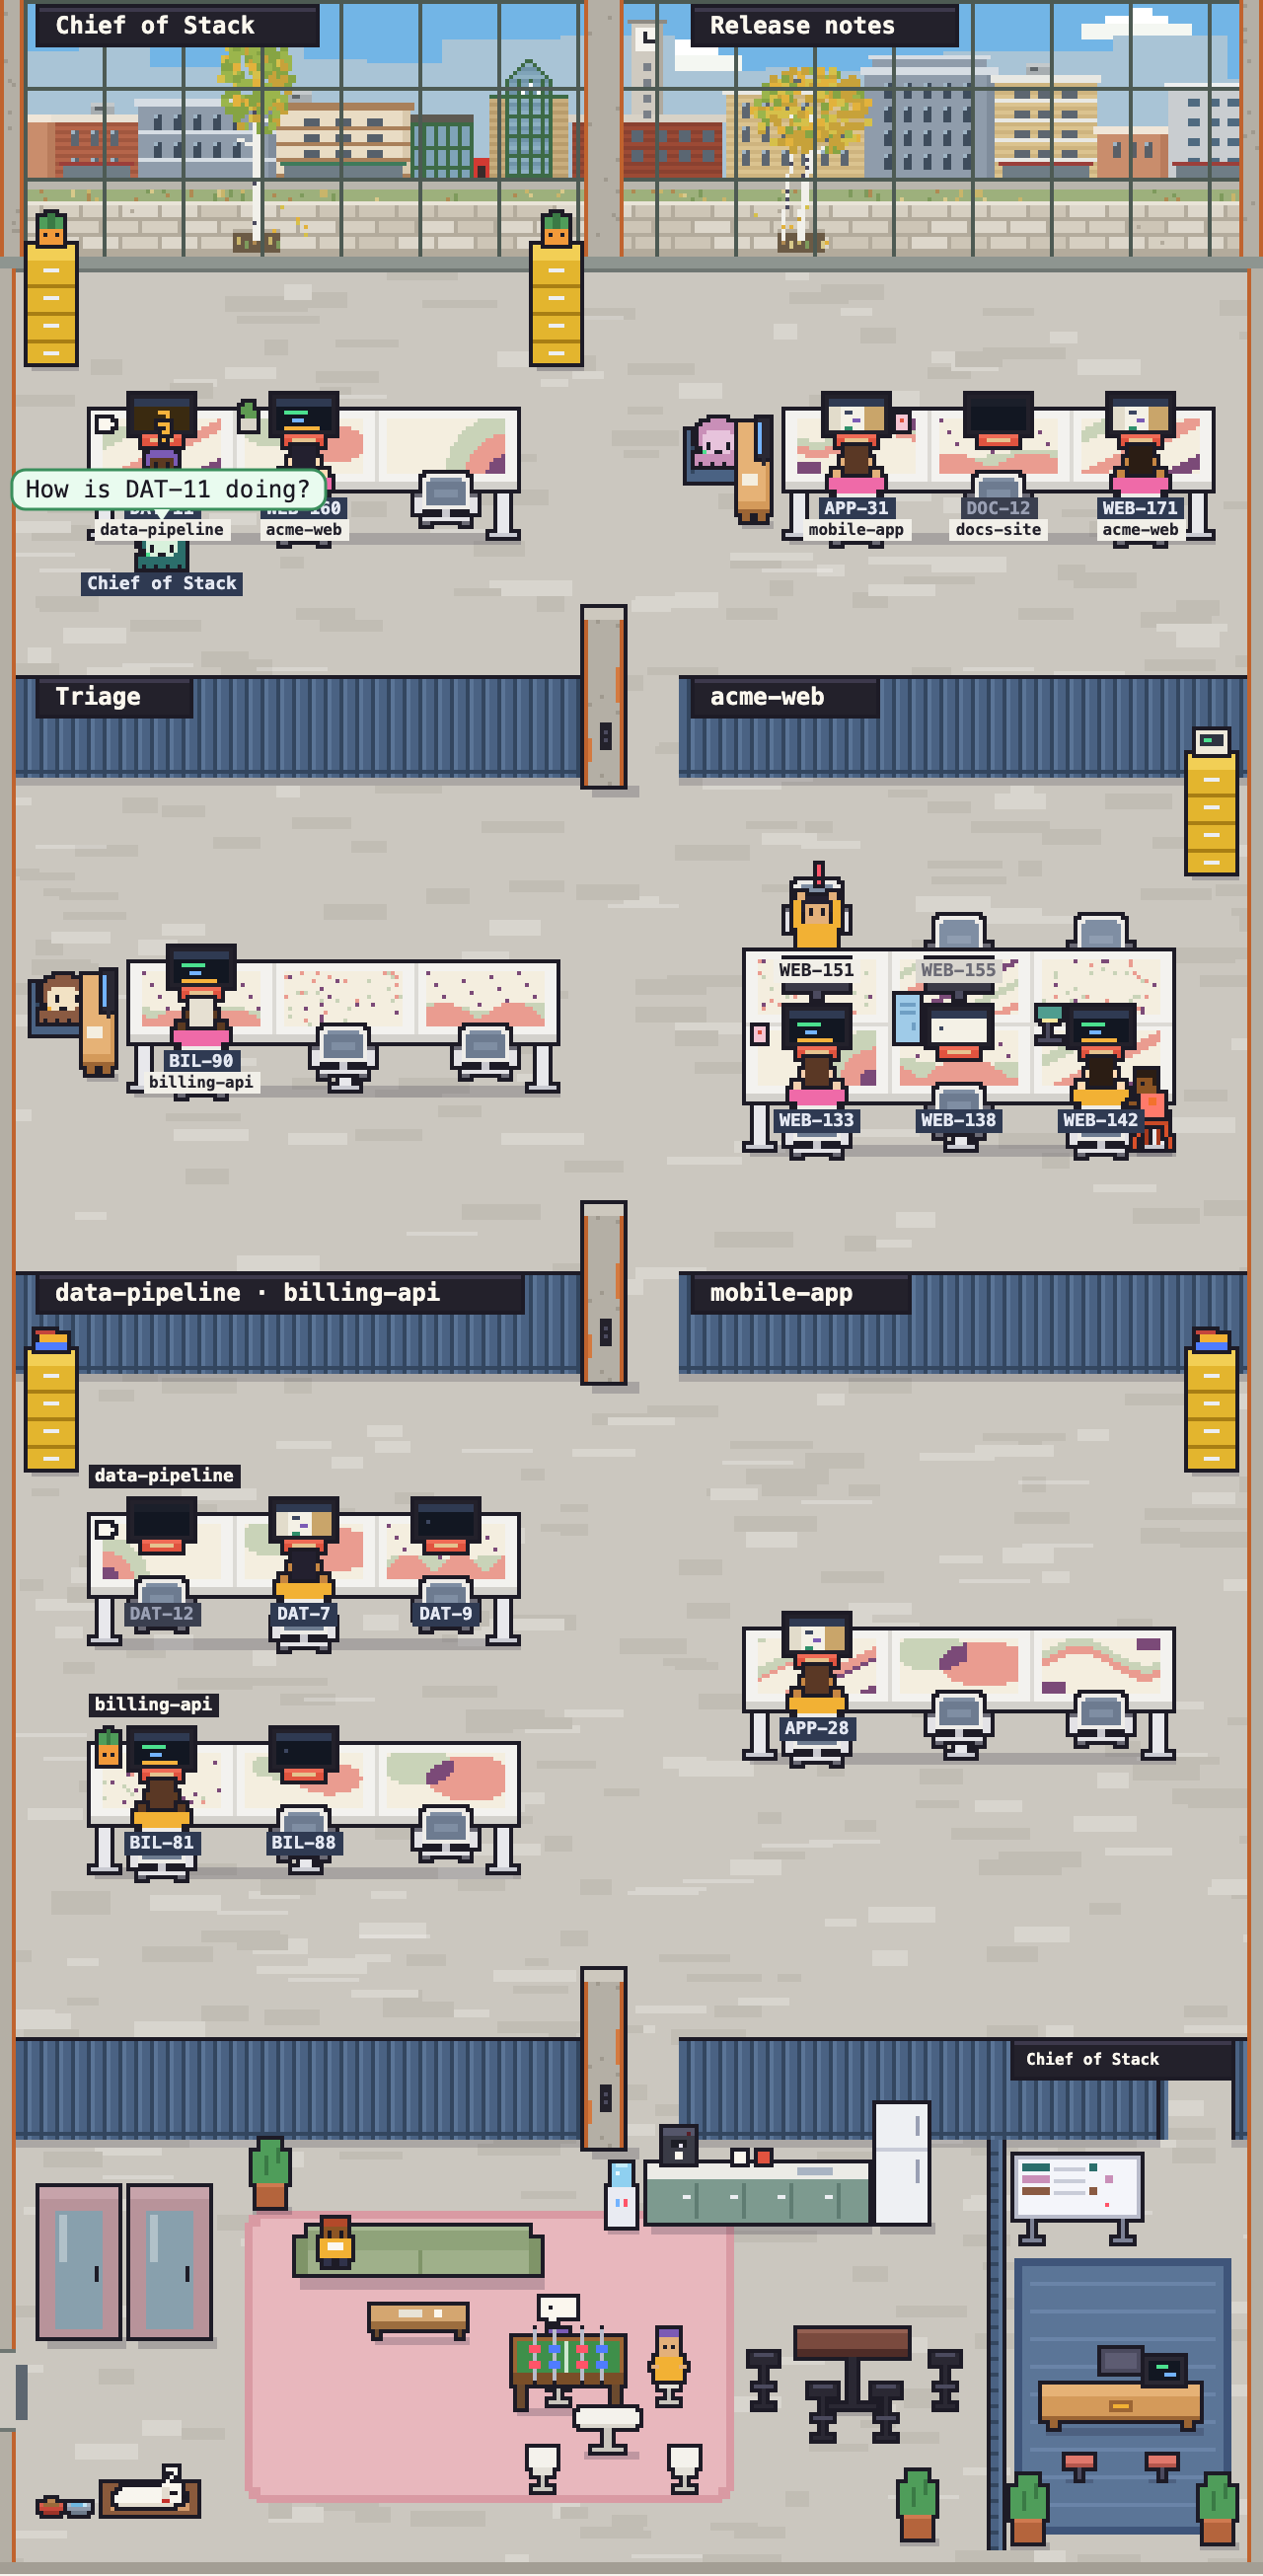 Chief of Stack
Release notes
How is DAT-11 doing?
data-pipeline
acme-web
Chief of Stack
APP-31
mobile-app
DOC-12
docs-site
WEB-171
acme-web
Triage
acme-web
BIL-90
billing-api
WEB-151
WEB-155
WEB-133
WEB-138
WEB-142
data-pipeline · billing-api
mobile-app
data-pipeline
DAT-12
DAT-7
DAT-9
billing-api
BIL-81
BIL-88
APP-28
Chief of Stack